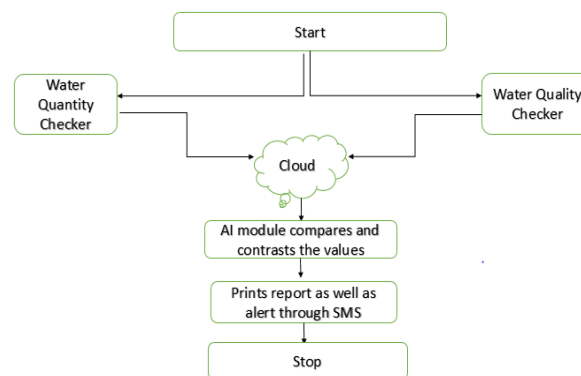 Start
Water
Quantity
Checker
Water Quality
Checker
Cloud
AI module compares and
contrasts the values
Prints report as well as
alert through SMS
Stop